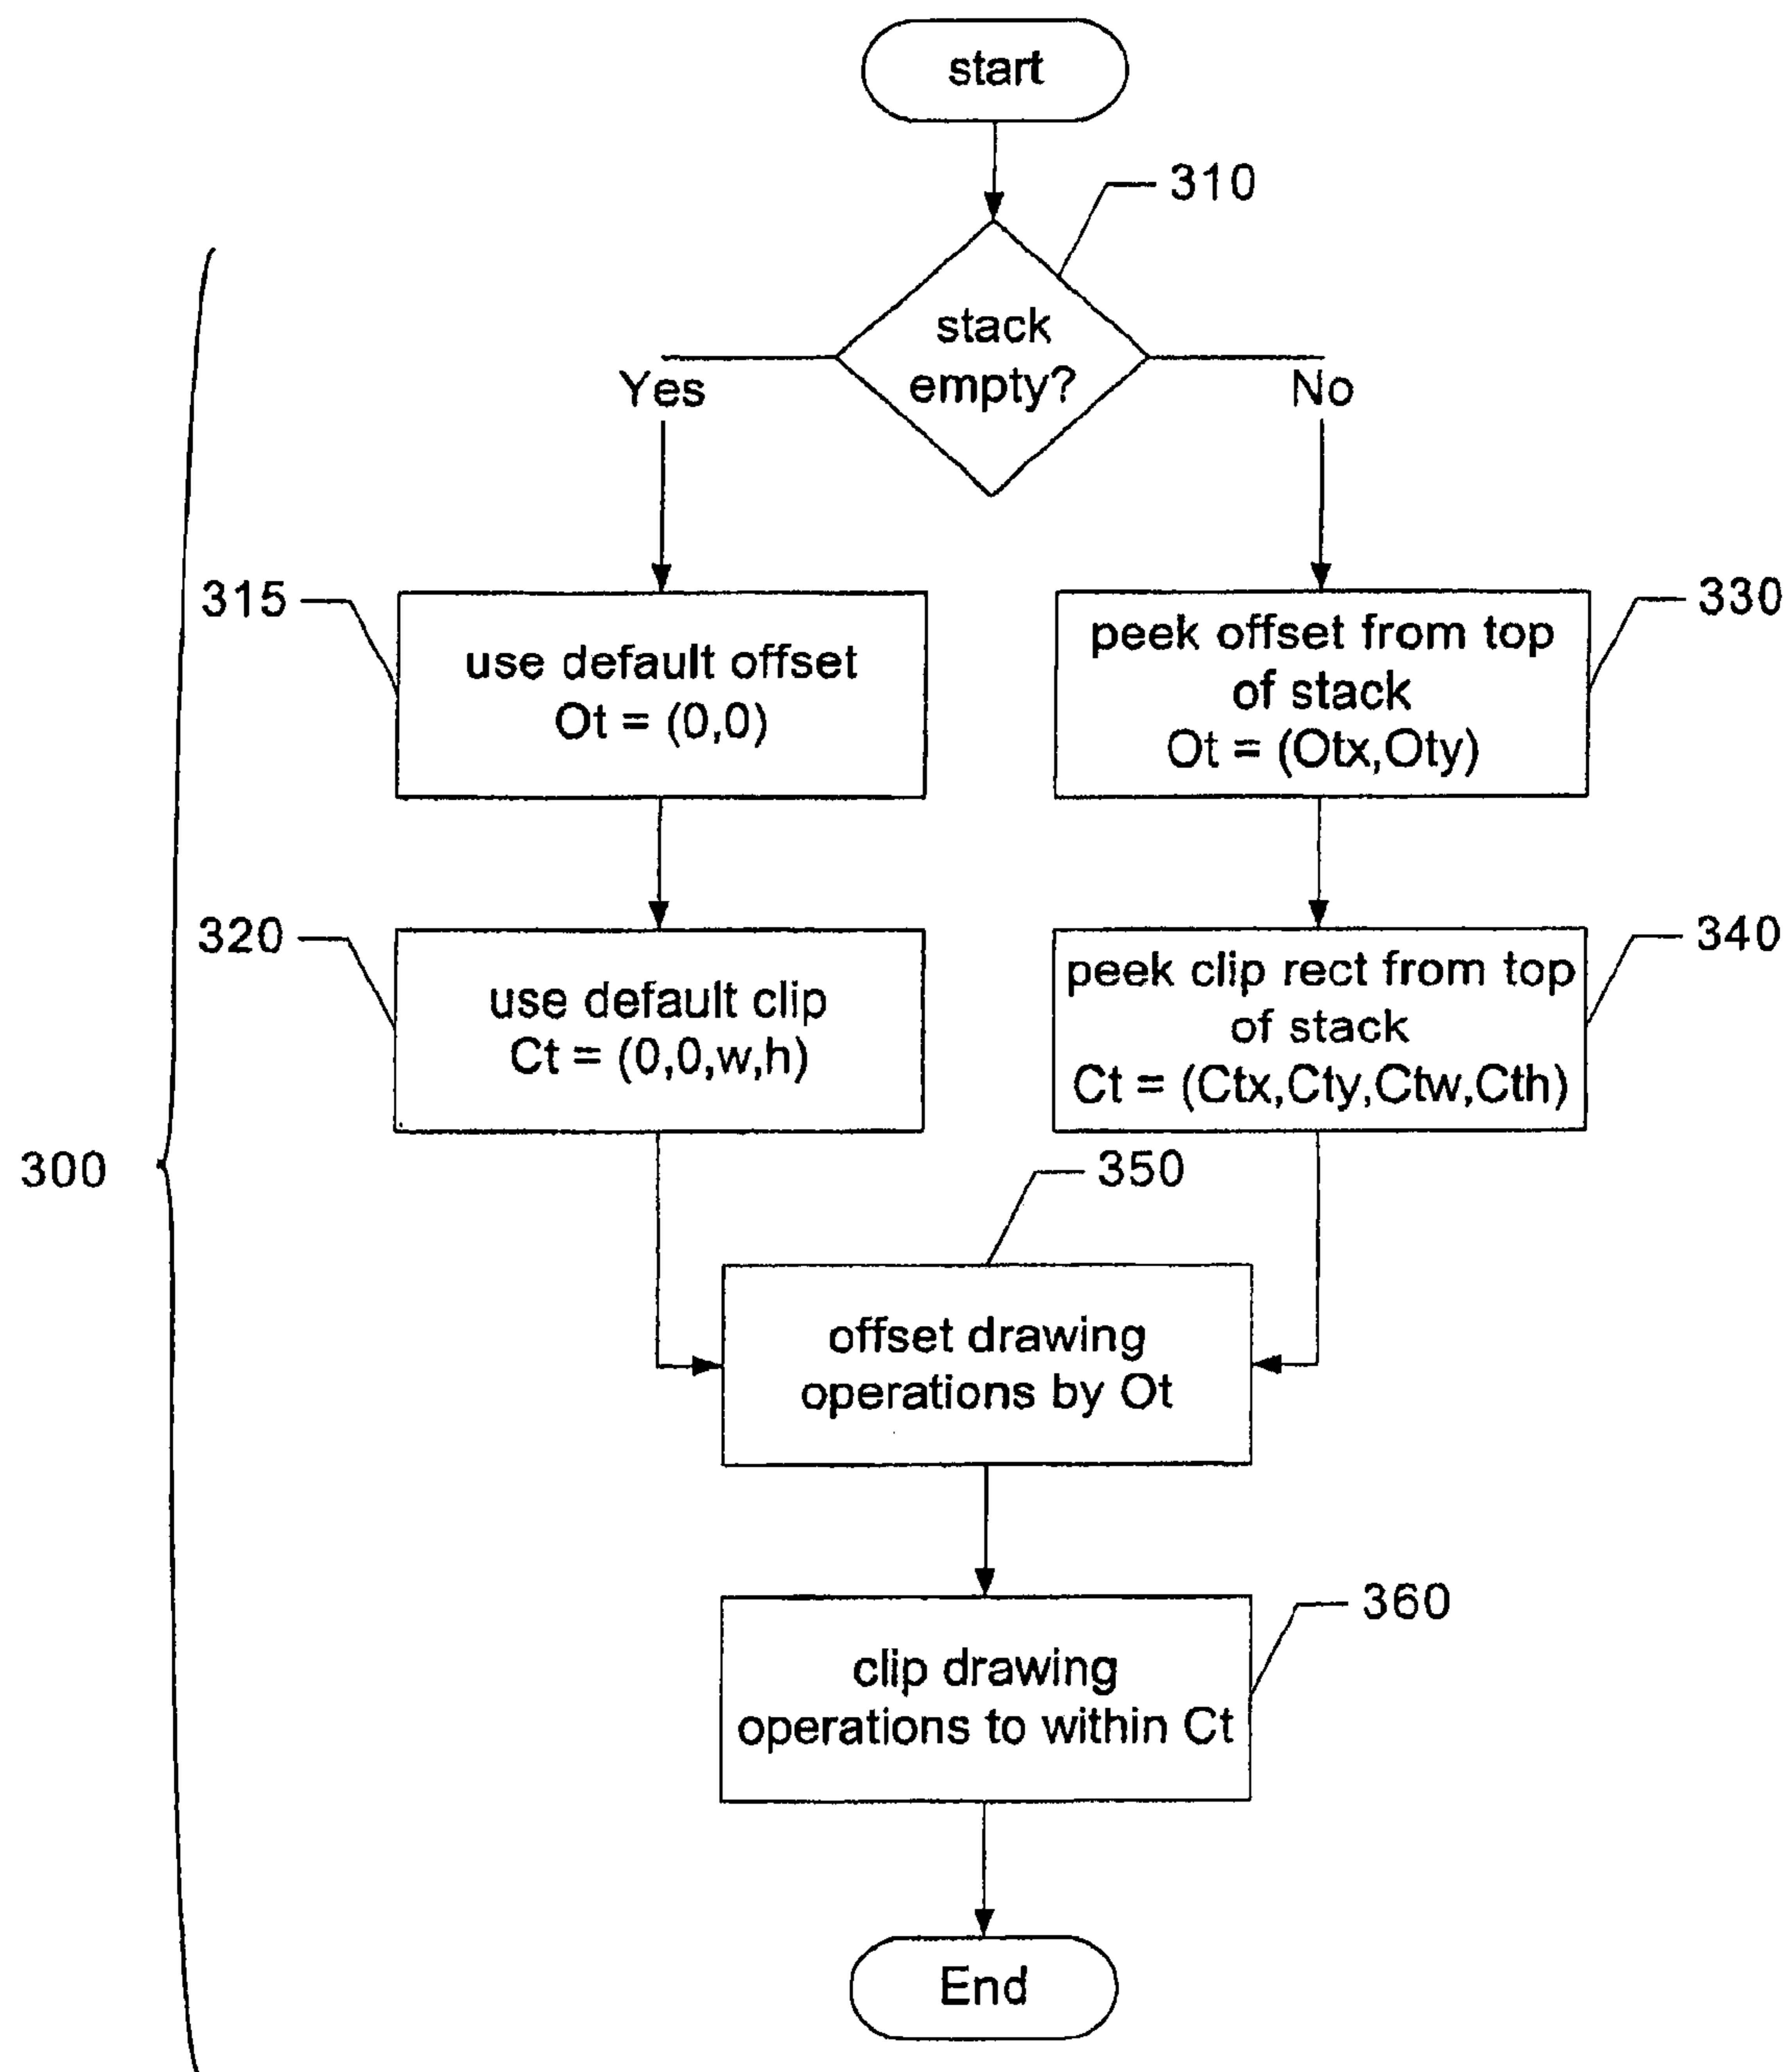 start
310
stack
empty?
Yes
No
315
use default offset
Ot = (0,0)
330
peek offset from top
of stack
Ot = (Otx,Oty)
320
use default clip
Ct = (0,0,w,h)
340
peek clip rect from top
of stack
Ct = (Ctx,Cty,Ctw,Cth)
300
350
offset drawing
operations by Ot
360
clip drawing
operations to within Ct
End